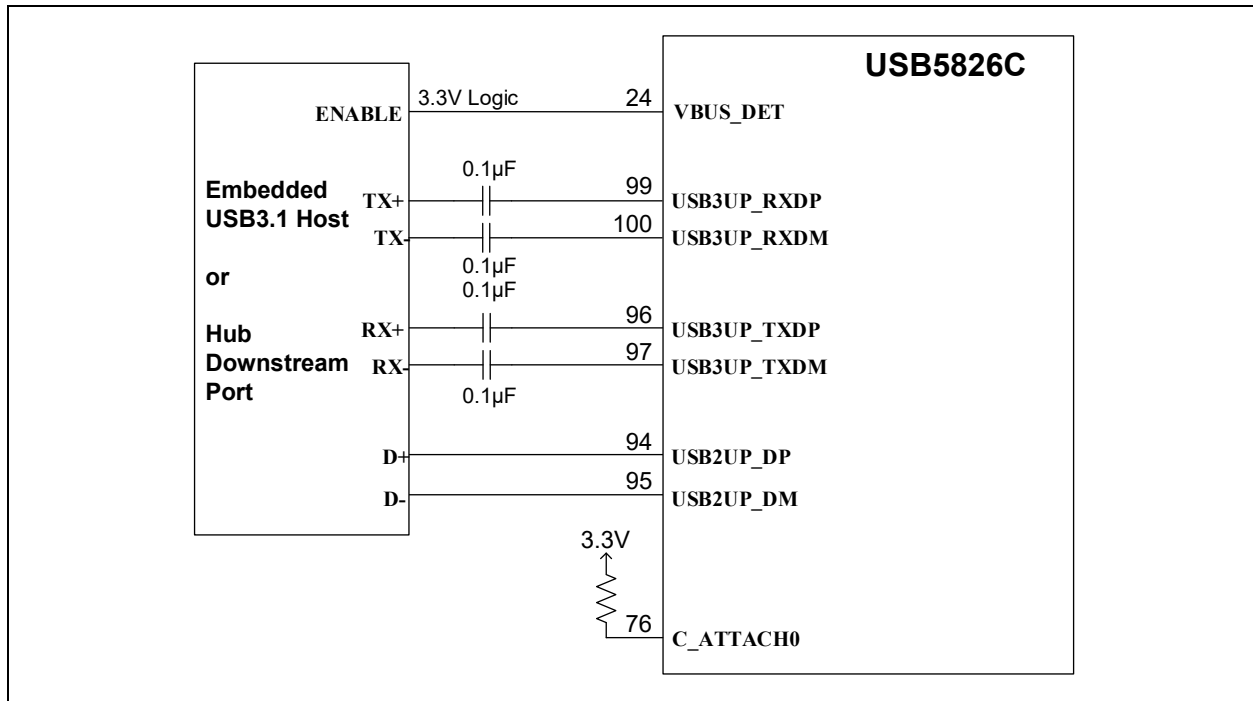 USB5826C
ENABLE
3.3V Logic
24
VBUS_DET
Embedded
USB3.1 Host
or
Hub
Downstream
Port
TX+
0.1µF
99
USB3UP_RXDP
TX-
0.1µF
100
USB3UP_RXDM
RX+
0.1µF
96
USB3UP_TXDP
RX-
0.1µF
97
USB3UP_TXDM
D+
94
USB2UP_DP
D-
95
USB2UP_DM
3.3V
76
C_ATTACH0